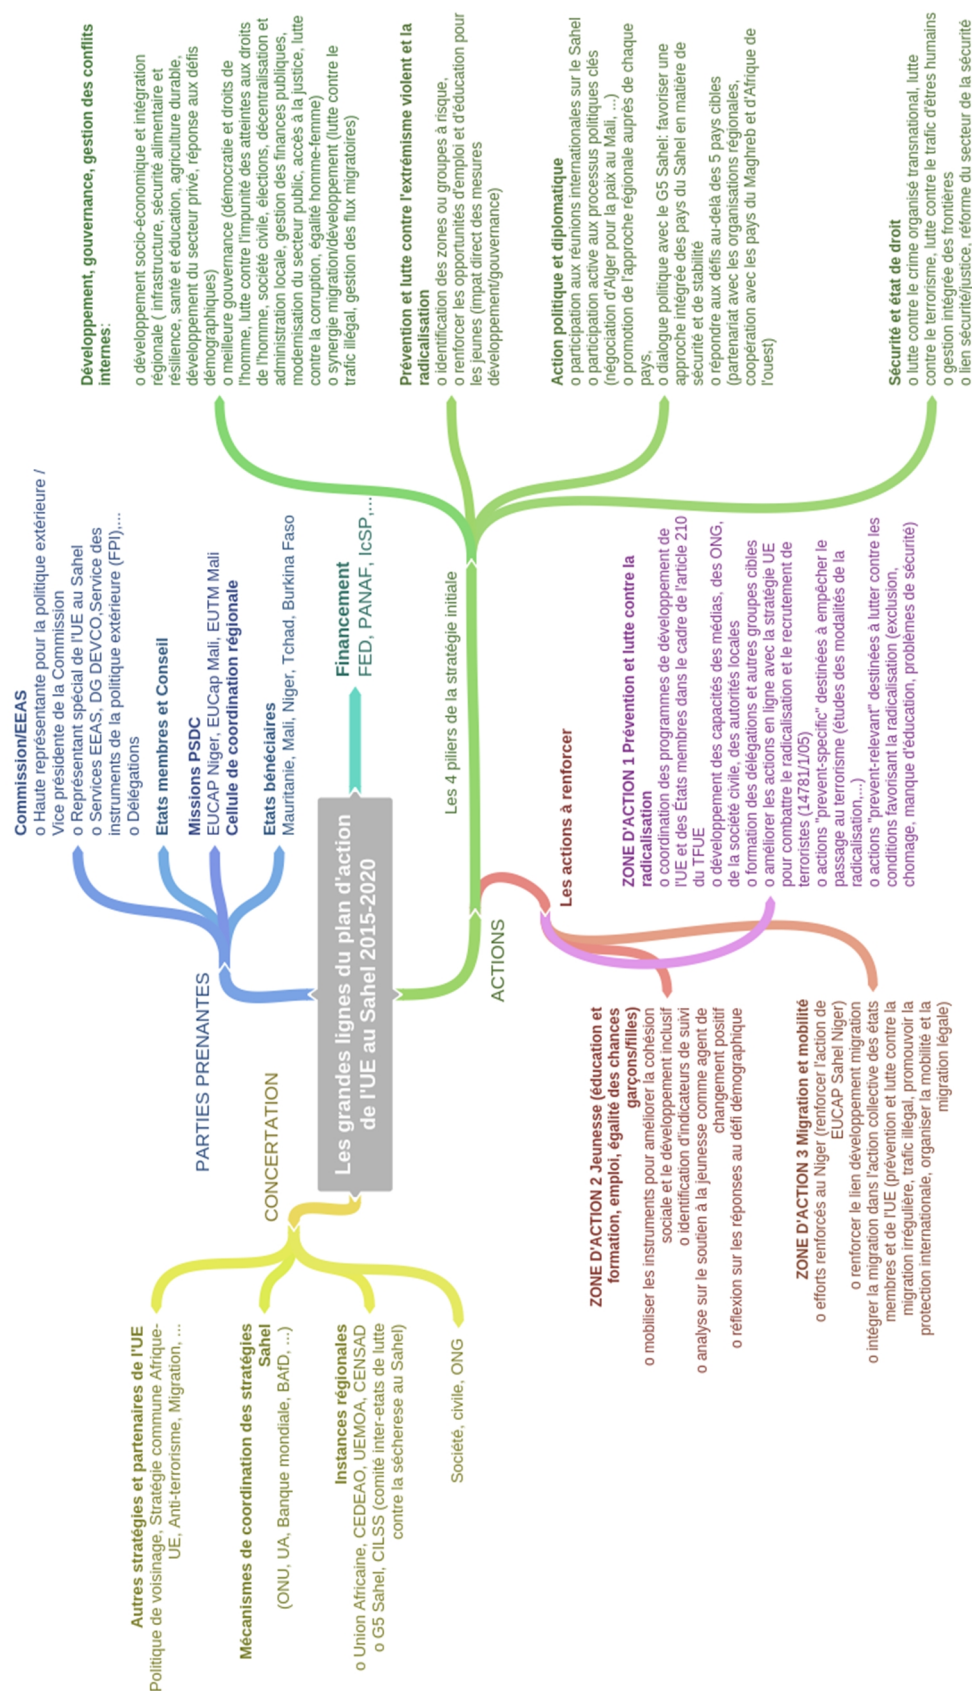 Commission/EEAS
o Haute représentante pour la politique extérieure /
Vice présidente de la Commission
o Représentant spécial de l'UE au Sahel
o Services EEAS, DG DEVCO,Service des
instruments de la politique extérieure (FPI),...
o Délégations
Etats membres et Conseil
Missions PSDC
EUCAP Niger, EUCap Mali, EUTM Mali
Cellule de coordination régionale
Etats bénéciaires
Mauritanie, Mali, Niger, Tchad, Burkina Faso
PARTIES PRENANTES
Financement
FED, PANAF, IcSP,...
Les grandes lignes du plan d'action
de l'UE au Sahel 2015-2020
CONCERTATION
Autres stratégies et partenaires de l'UE
Politique de voisinage, Stratégie commune Afrique-
UE, Anti-terrorisme, Migration, ...
Mécanismes de coordination des stratégies
Sahel
(ONU, UA, Banque mondiale, BAfD, ...)
Instances régionales
o Union Africaine, CEDEAO, UEMOA, CENSAD
o G5 Sahel, CILSS (comité inter-etats de lutte
contre la sécherese au Sahel)
Société, civile, ONG
ACTIONS
Les 4 piliers de la stratégie initiale
Développement, gouvernance, gestion des conflits
internes:
o développement socio-économique et intégration
régionale ( infrastructure, sécurité alimentaire et
résilience, santé et éducation, agriculture durable,
développement du secteur privé, réponse aux défis
démographiques)
o meilleure gouvernance (démocratie et droits de
l'homme, lutte contre l'impunité des atteintes aux droits
de l'homme, société civile, élections, décentralisation et
administration locale, gestion des finances publiques,
modernisation du secteur public, accès à la justice, lutte
contre la corruption, égalité homme-femme)
o synergie migration/développement (lutte contre le
trafic illégal, gestion des flux migratoires)
Prévention et lutte contre l'extrémisme violent et la
radicalisation
o identification des zones ou groupes à risque,
o renforcer les opportunités d'emploi et d'éducation pour
les jeunes (impat direct des mesures
développement/gouvernance)
Action politique et diplomatique
o participation aux réunions internationales sur le Sahel
o participation active aux processus politiques clés
(négociation d'Alger pour la paix au Mali, ...)
o promotion de l'approche régionale auprès de chaque
pays,
o dialogue politique avec le G5 Sahel: favoriser une
approche intégrée des pays du Sahel en matière de
sécurité et de stabilité
o répondre aux défis au-delà des 5 pays cibles
(partenariat avec les organisations régionales,
coopération avec les pays du Maghreb et d'Afrique de
l'ouest)
Sécurité et état de droit
o lutte contre le crime organisé transnational, lutte
contre le terrorisme, lutte contre le trafic d'êtres humains
o gestion intégrée des frontières
o lien sécurité/justice, réforme du secteur de la sécurité
Les actions à renforcer
ZONE D'ACTION 1 Prévention et lutte contre la
radicalisation
o coordination des programmes de développement de
l'UE et des États membres dans le cadre de l'article 210
du TFUE
o développement des capacités des médias, des ONG,
de la société civile, des autorités locales
o formation des délégations et autres groupes cibles
o améliorer les actions en ligne avec la stratégie UE
pour combattre le radicalisation et le recrutement de
terroristes (14781/1/05)
o actions "prevent-specific" destinées à empêcher le
passage au terrorisme (études des modalités de la
radicalisation,...)
o actions "prevent-relevant" destinées à lutter contre les
conditions favorisant la radicalisation (exclusion,
chomage, manque d'éducation, problèmes de sécurité)
ZONE D'ACTION 2 Jeunesse (éducation et
formation, emploi, égalité des chances
garçons/filles)
o mobiliser les instruments pour améliorer la cohésion
sociale et le développement inclusif
o identification d'indicateurs de suivi
o analyse sur le soutien à la jeunesse comme agent de
changement positif
o réflexion sur les réponses au défi démographique
ZONE D'ACTION 3 Migration et mobilité
o efforts renforcés au Niger (renforcer l'action de
EUCAP Sahel Niger)
o renforcer le lien développement migration
o intégrer la migration dans l'action collective des états
membres et de l'UE (prévention et lutte contre la
migration irrégulière, trafic illégal, promouvoir la
protection internationale, organiser la mobilité et la
migration légale)